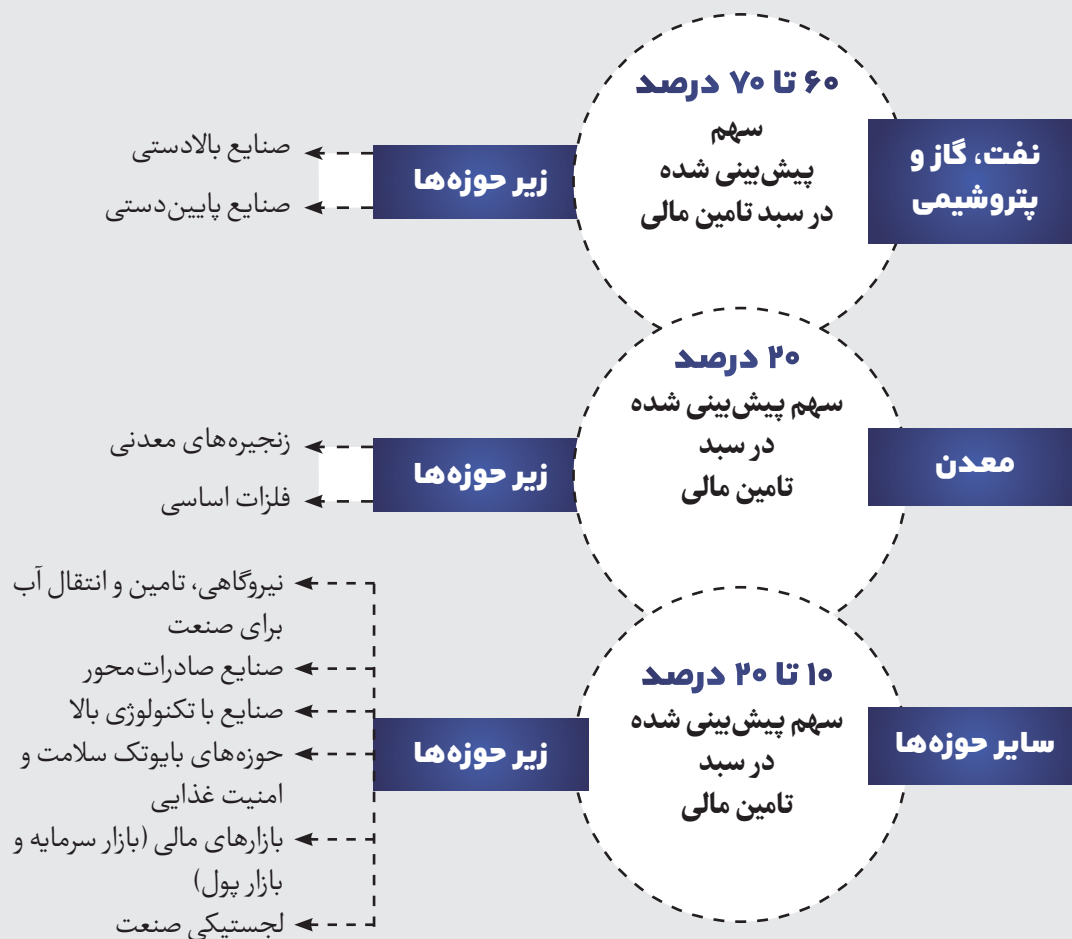 نفت، گاز و
پتروشیمی
۶۰ تا ۷۰ درصد
سهم
پیش‌بینی شده
در سبد تامین مالی
زیر حوزه‌ها
صنایع بالادستی
صنایع پایین‌دستی
معدن
۲۰ درصد
سهم پیش‌بینی شده
در سبد
تامین مالی
زیر حوزه‌ها
زنجیره‌های معدنی
فلزات اساسی
سایر حوزه‌ها
۱۰ تا ۲۰ درصد
سهم پیش‌بینی شده
در سبد
تامین مالی
زیر حوزه‌ها
نیروگاهی، تامین و انتقال آب
برای صنعت
صنایع صادرات‌محور
صنایع با تکنولوژی بالا
حوزه‌های بایوتک سلامت و
امنیت غذایی
بازارهای مالی (بازار سرمایه و
بازار پول)
لجستیکی صنعت